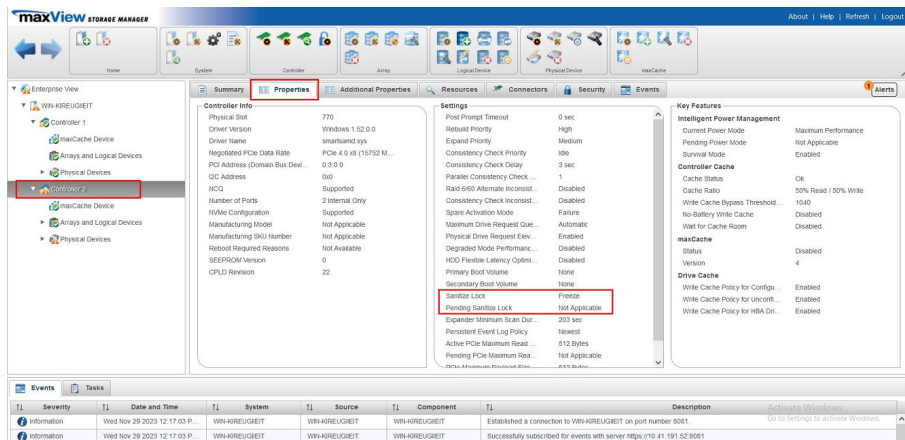 maxView STORAGE MANAGER
About | Help | Refresh | Logout
Home
System
Controller
Array
Logical Device
Physical Device
maxCache
Enterprise View
WIN-KIREUGIIEIT
Controller 1
maxCache Device
Arrays and Logical Devices
Physical Devices
Controller 2
maxCache Device
Arrays and Logical Devices
Physical Devices
Summary
Properties
Additional Properties
Resources
Connectors
Security
Events
1
Alerts
Controller Info
Physical Slot 770
Driver Version Windows 1.52.0.0
Driver Name smartsamd.sys
Negotiated PCIe Data Rate PCIe 4.0 x8 (15752 M...
PCI Address (Domain:Bus:Devi... 0:3:0:0
I2C Address 0x0
NCQ Supported
Number of Ports 2 Internal Only
NVMe Configuration Supported
Manufacturing Model Not Applicable
Manufacturing SKU Number Not Applicable
Reboot Required Reasons Not Available
SEEPROM Version 0
CPLD Revision 22
Settings
Post Prompt Timeout 0 sec
Rebuild Priority High
Expand Priority Medium
Consistency Check Priority Idle
Consistency Check Delay 3 sec
Parallel Consistency Check ... 1
Raid 6/60 Alternate Inconsist... Disabled
Consistency Check Inconsist... Disabled
Spare Activation Mode Failure
Maximum Drive Request Que... Automatic
Physical Drive Request Elev... Enabled
Degraded Mode Performanc... Disabled
HDD Flexible Latency Optimi... Disabled
Primary Boot Volume None
Secondary Boot Volume None
Sanitize Lock Freeze
Pending Sanitize Lock Not Applicable
Expander Minimum Scan Dur... 203 sec
Persistent Event Log Policy Newest
Active PCIe Maximum Read ... 512 Bytes
Pending PCIe Maximum Rea... Not Applicable
PCIe Maximum Payload Size 512 Bytes
Key Features
Intelligent Power Management
Current Power Mode Maximum Performance
Pending Power Mode Not Applicable
Survival Mode Enabled
Controller Cache
Cache Status Ok
Cache Ratio 50% Read / 50% Write
Write Cache Bypass Threshold... 1040
No-Battery Write Cache Disabled
Wait for Cache Room Disabled
maxCache
Status Disabled
Version 4
Drive Cache
Write Cache Policy for Configu... Enabled
Write Cache Policy for Unconfi... Enabled
Write Cache Policy for HBA Dri... Enabled
Events
Tasks
Severity Date and Time System Source Component Description
Activate Windows
Go to Settings to activate Windows.
Information Wed Nov 29 2023 12:17:03 P... WIN-KIREUGIIEIT WIN-KIREUGIIEIT WIN-KIREUGIIEIT Established a connection to WIN-KIREUGIIEIT on port number 8081.
Information Wed Nov 29 2023 12:17:03 P... WIN-KIREUGIIEIT WIN-KIREUGIIEIT WIN-KIREUGIIEIT Successfully subscribed for events with server https://10.41.191.52:8081